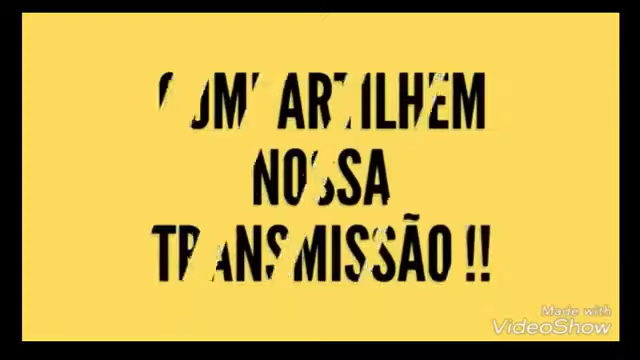 COMPARTILHEM
NOSSA
TRANSMISSÃO !!
Made with
VideoShow